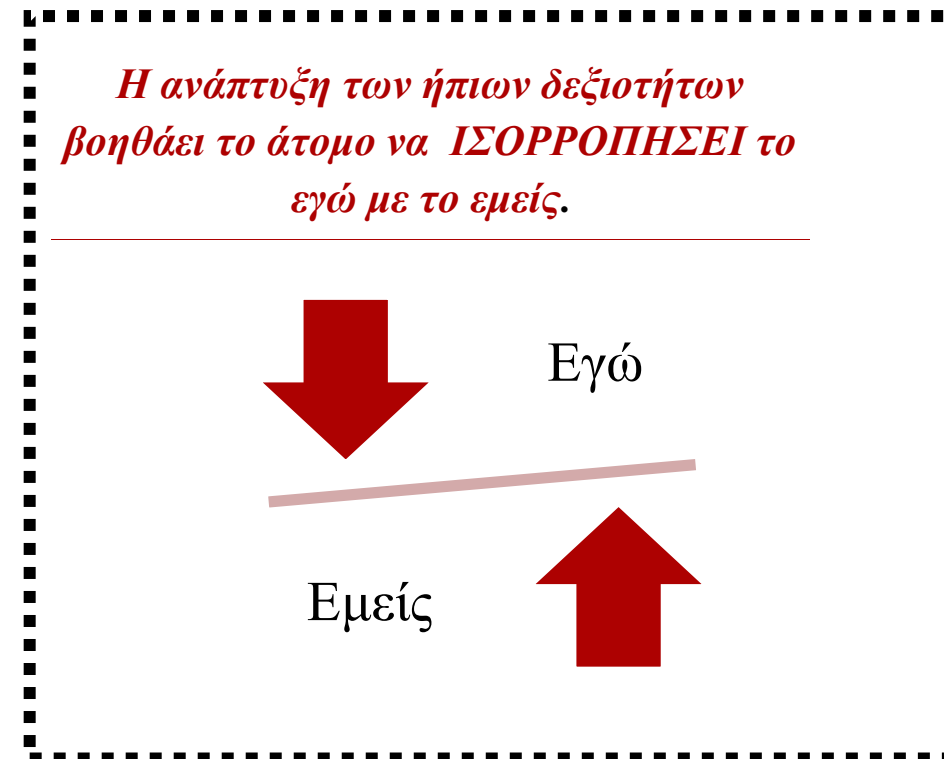 Η ανάπτυξη των ήπιων δεξιοτήτων
βοηθάει το άτομο να ΙΣΟΡΡΟΠΗΣΕΙ το
εγώ με το εμείς.
Εγώ
Εμείς